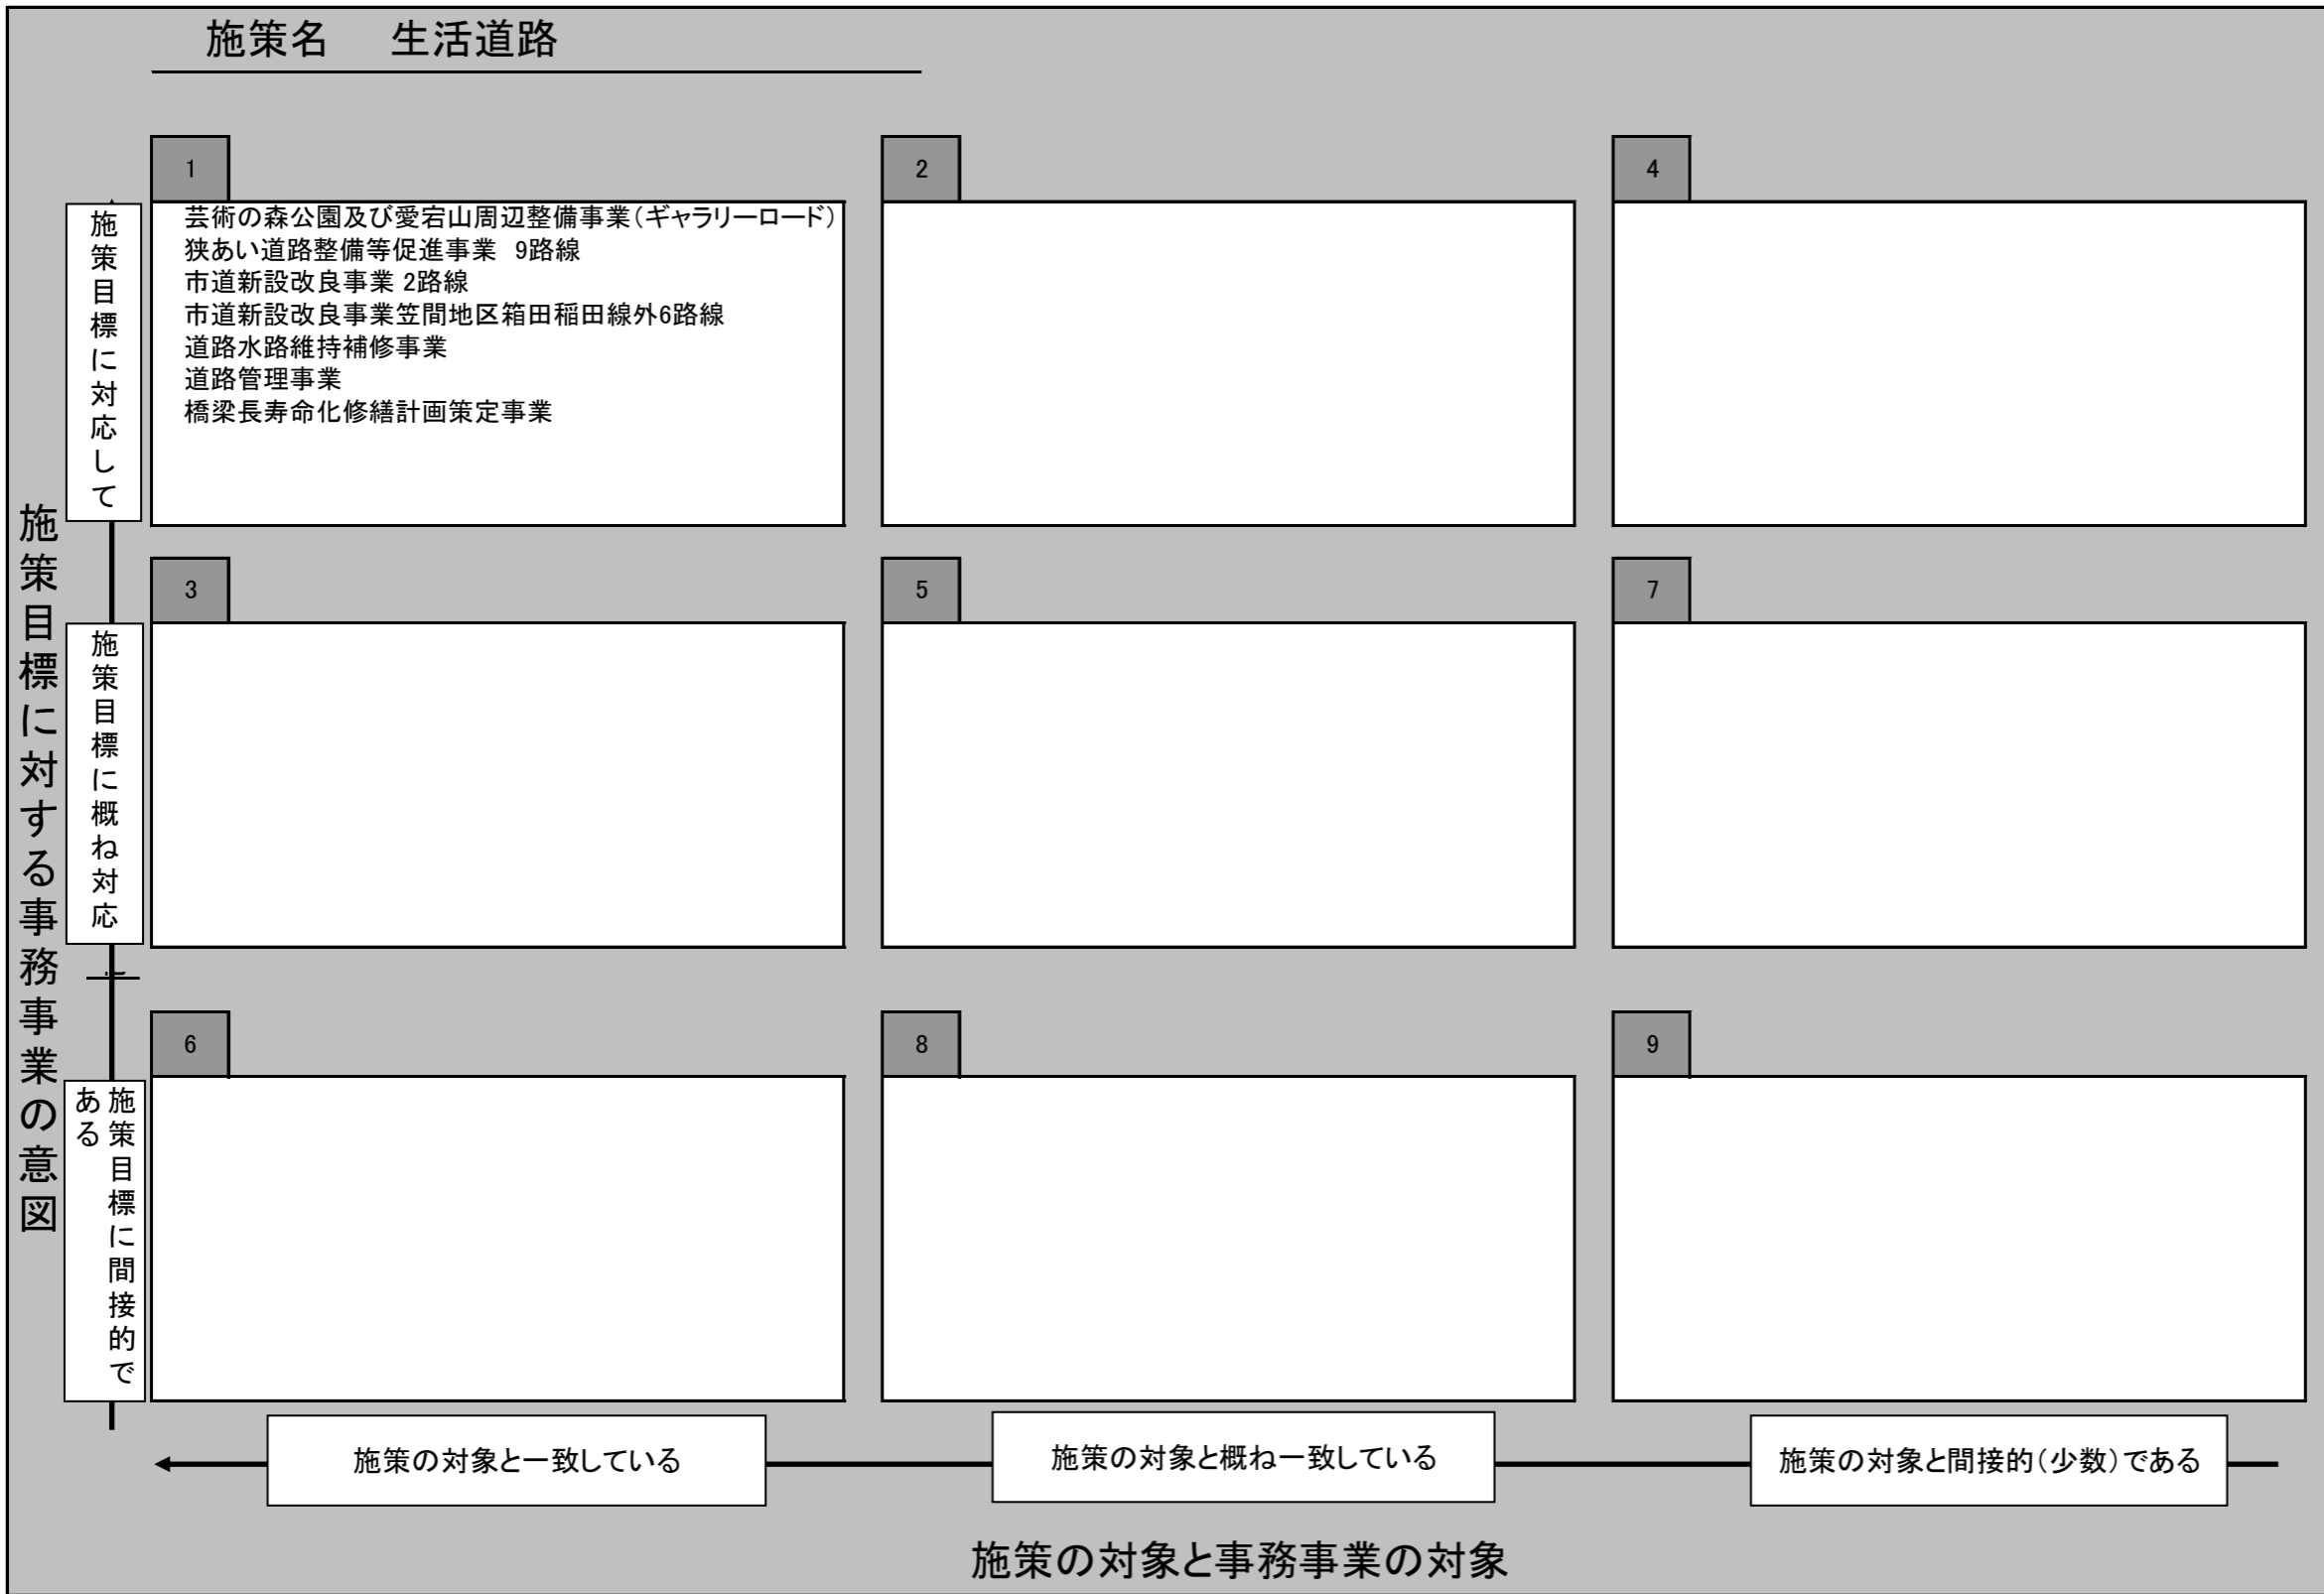 施策名 生活道路
1
2
4
施策目標に対応して
芸術の森公園及び愛宕山周辺整備事業(ギャラリーロード)
狭あい道路整備等促進事業 9路線
市道新設改良事業 2路線
市道新設改良事業笠間地区箱田稲田線外6路線
道路水路維持補修事業
道路管理事業
橋梁長寿命化修繕計画策定事業
施策目標に対する事務事業の意図
3
5
7
施策目標に概ね対応
6
8
9
施策目標に間接的で
ある
施策の対象と一致している
施策の対象と概ね一致している
施策の対象と間接的(少数)である
施策の対象と事務事業の対象